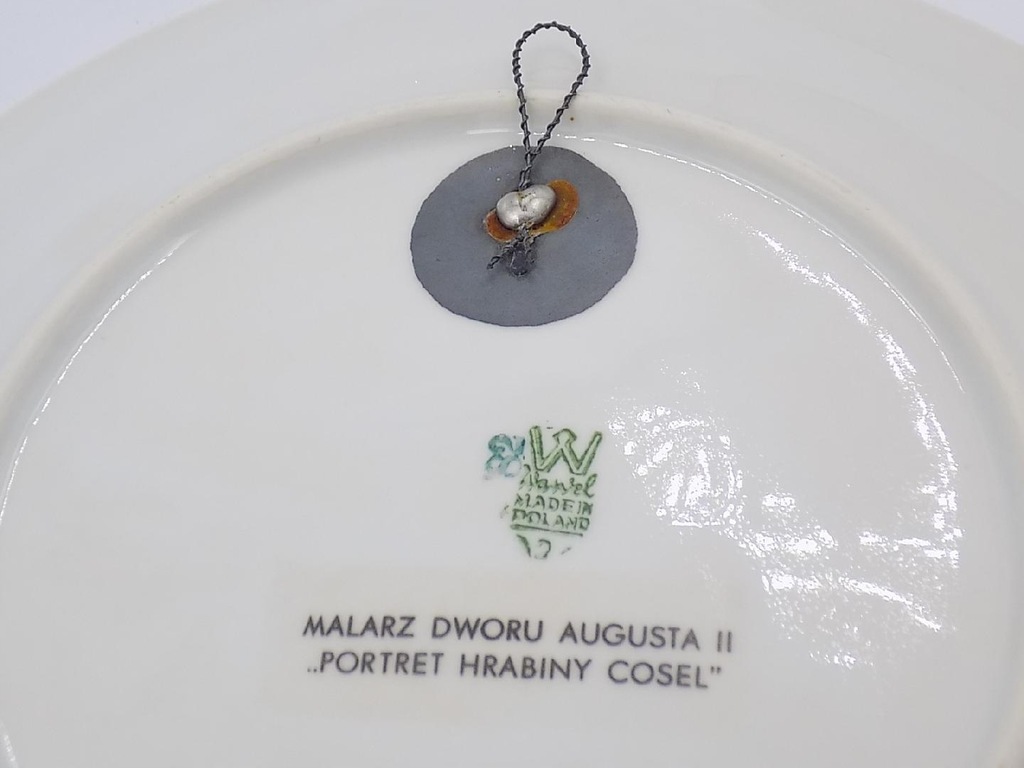 W
Wawel
MADE IN
POLAND
MALARZ DWORU AUGUSTA II
„PORTRET HRABINY COSEL”